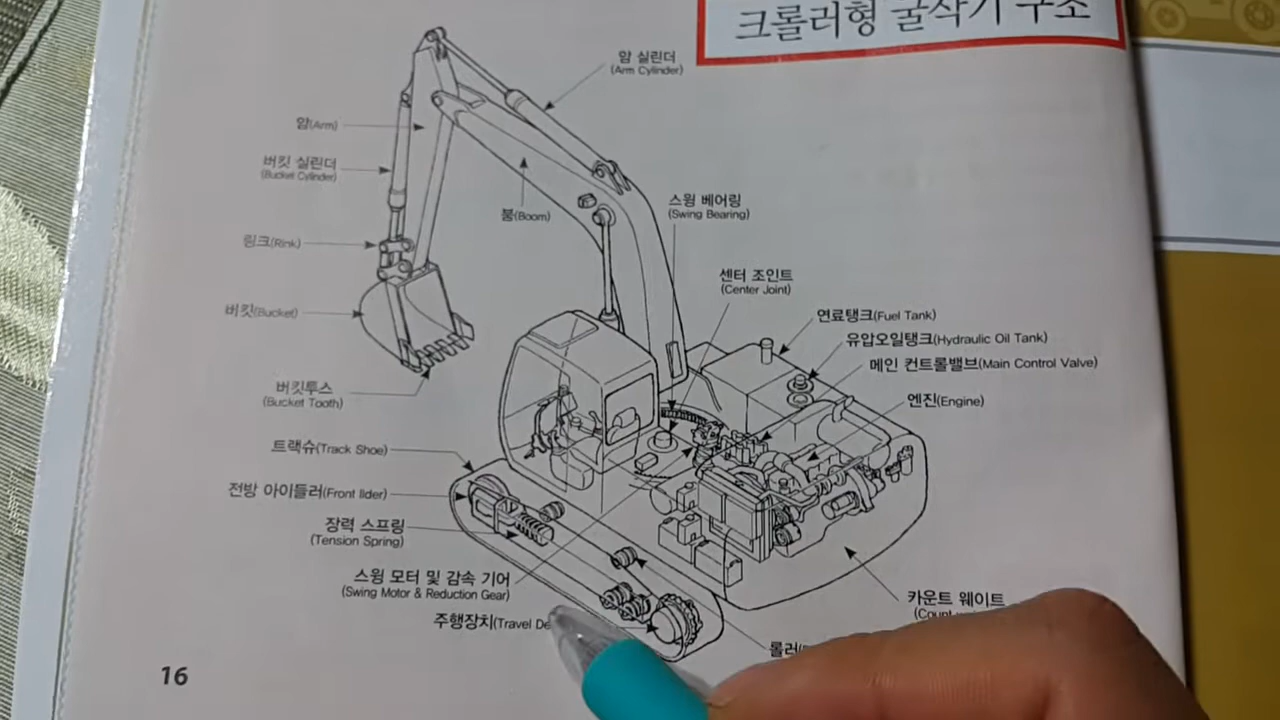 크롤러형 굴삭기 구조
암 실린더
(Arm Cylinder)
암(Arm)
버킷 실린더
(Bucket Cylinder)
붐(Boom)
스윙 베어링
(Swing Bearing)
링크(Rink)
센터 조인트
(Center Joint)
버킷(Bucket)
연료탱크(Fuel Tank)
유압오일탱크(Hydraulic Oil Tank)
메인 컨트롤밸브(Main Control Valve)
버킷투스
(Bucket Tooth)
엔진(Engine)
트랙슈(Track Shoe)
전방 아이들러(Front Ilder)
장력 스프링
(Tension Spring)
스윙 모터 및 감속 기어
(Swing Motor & Reduction Gear)
카운트 웨이트
주행장치(Travel De
롤러
16